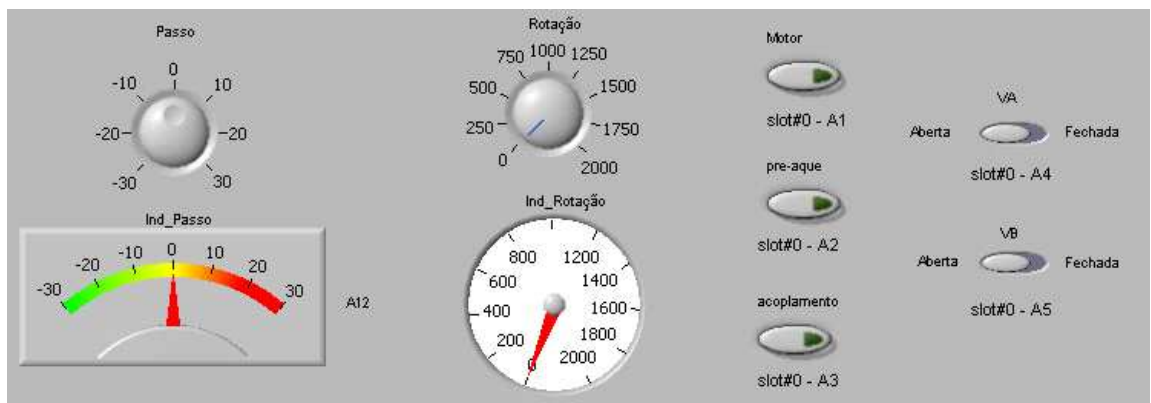 Passo
0
-10 10
-20 20
-30 30
Ind_Passo
0
-10 10
-20 20
-30 30
A12
Rotação
1000
750 1250
500 1500
250 1750
0 2000
Ind_Rotação
800 1200
600 1400
400 1600
200 1800
0 2000
Motor
slot#0 - A1
pre-aque
slot#0 - A2
acoplamento
slot#0 - A3
VA
Aberta Fechada
slot#0 - A4
VB
Aberta Fechada
slot#0 - A5